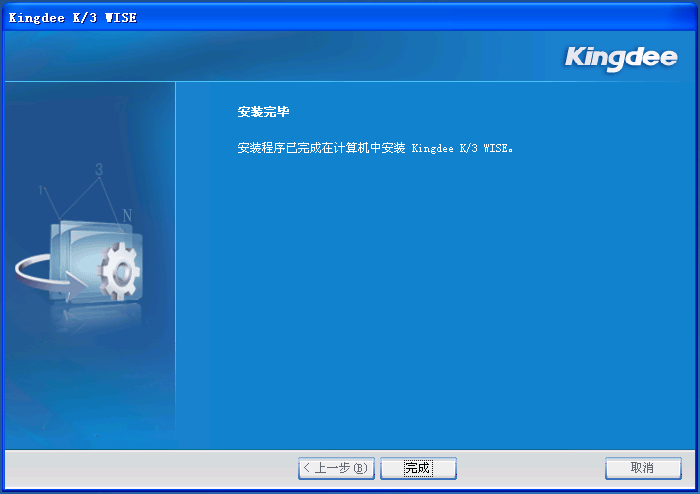 Kingdee K/3 WISE
Kingdee
安装完毕
安装程序已完成在计算机中安装 Kingdee K/3 WISE。
3
1
N
< 上一步(B)
完成
取消